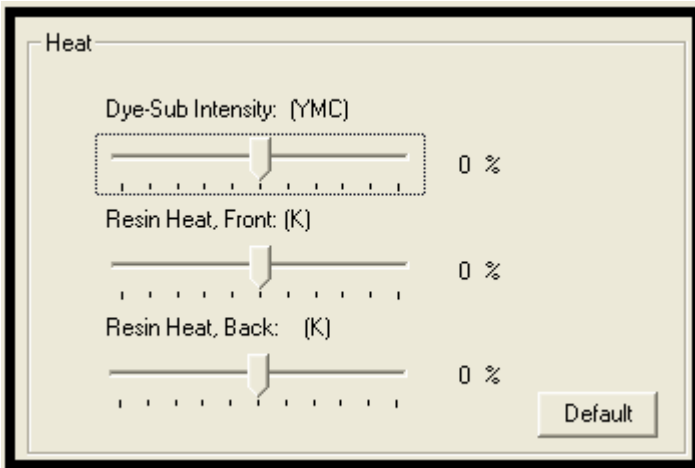 Heat
Dye-Sub Intensity: (YMC)
0 %
Resin Heat, Front: (K)
0 %
Resin Heat, Back: (K)
0 %
Default